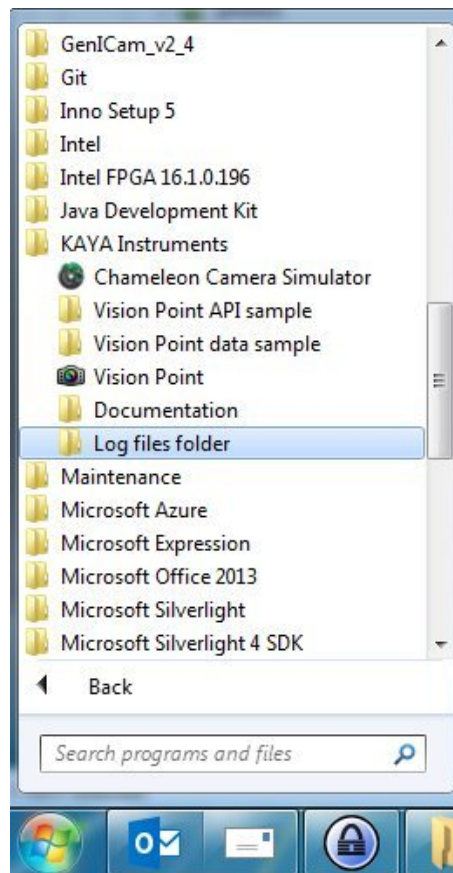 GenICam_v2_4
Git
Inno Setup 5
Intel
Intel FPGA 16.1.0.196
Java Development Kit
KAYA Instruments
Chameleon Camera Simulator
Vision Point API sample
Vision Point data sample
Vision Point
Documentation
Log files folder
Maintenance
Microsoft Azure
Microsoft Expression
Microsoft Office 2013
Microsoft Silverlight
Microsoft Silverlight 4 SDK
Back
Search programs and files